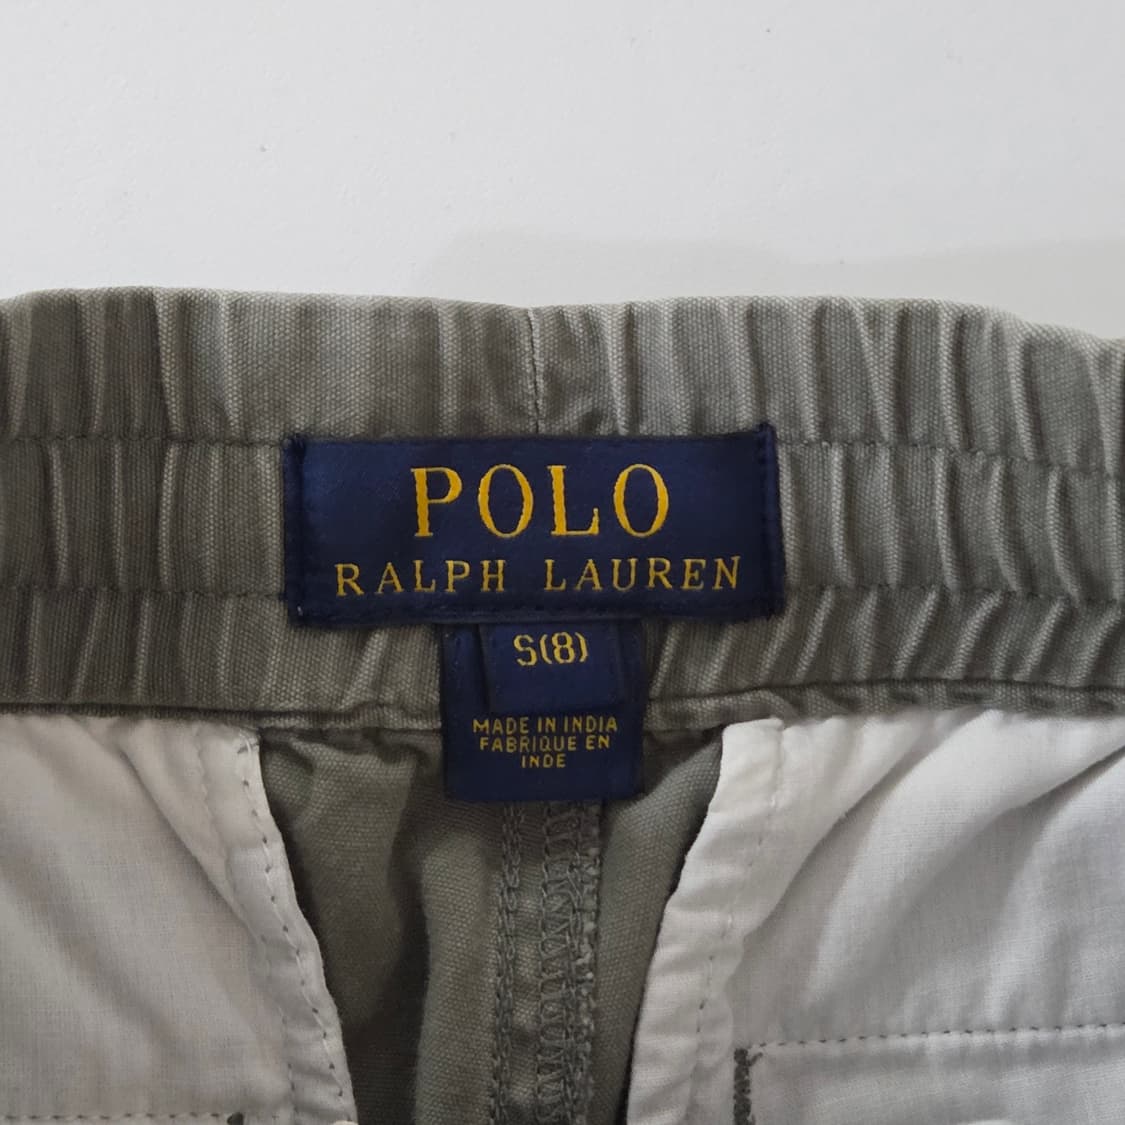 POLO
RALPH LAUREN
S(8)
MADE IN INDIA
FABRIQUE EN
INDE